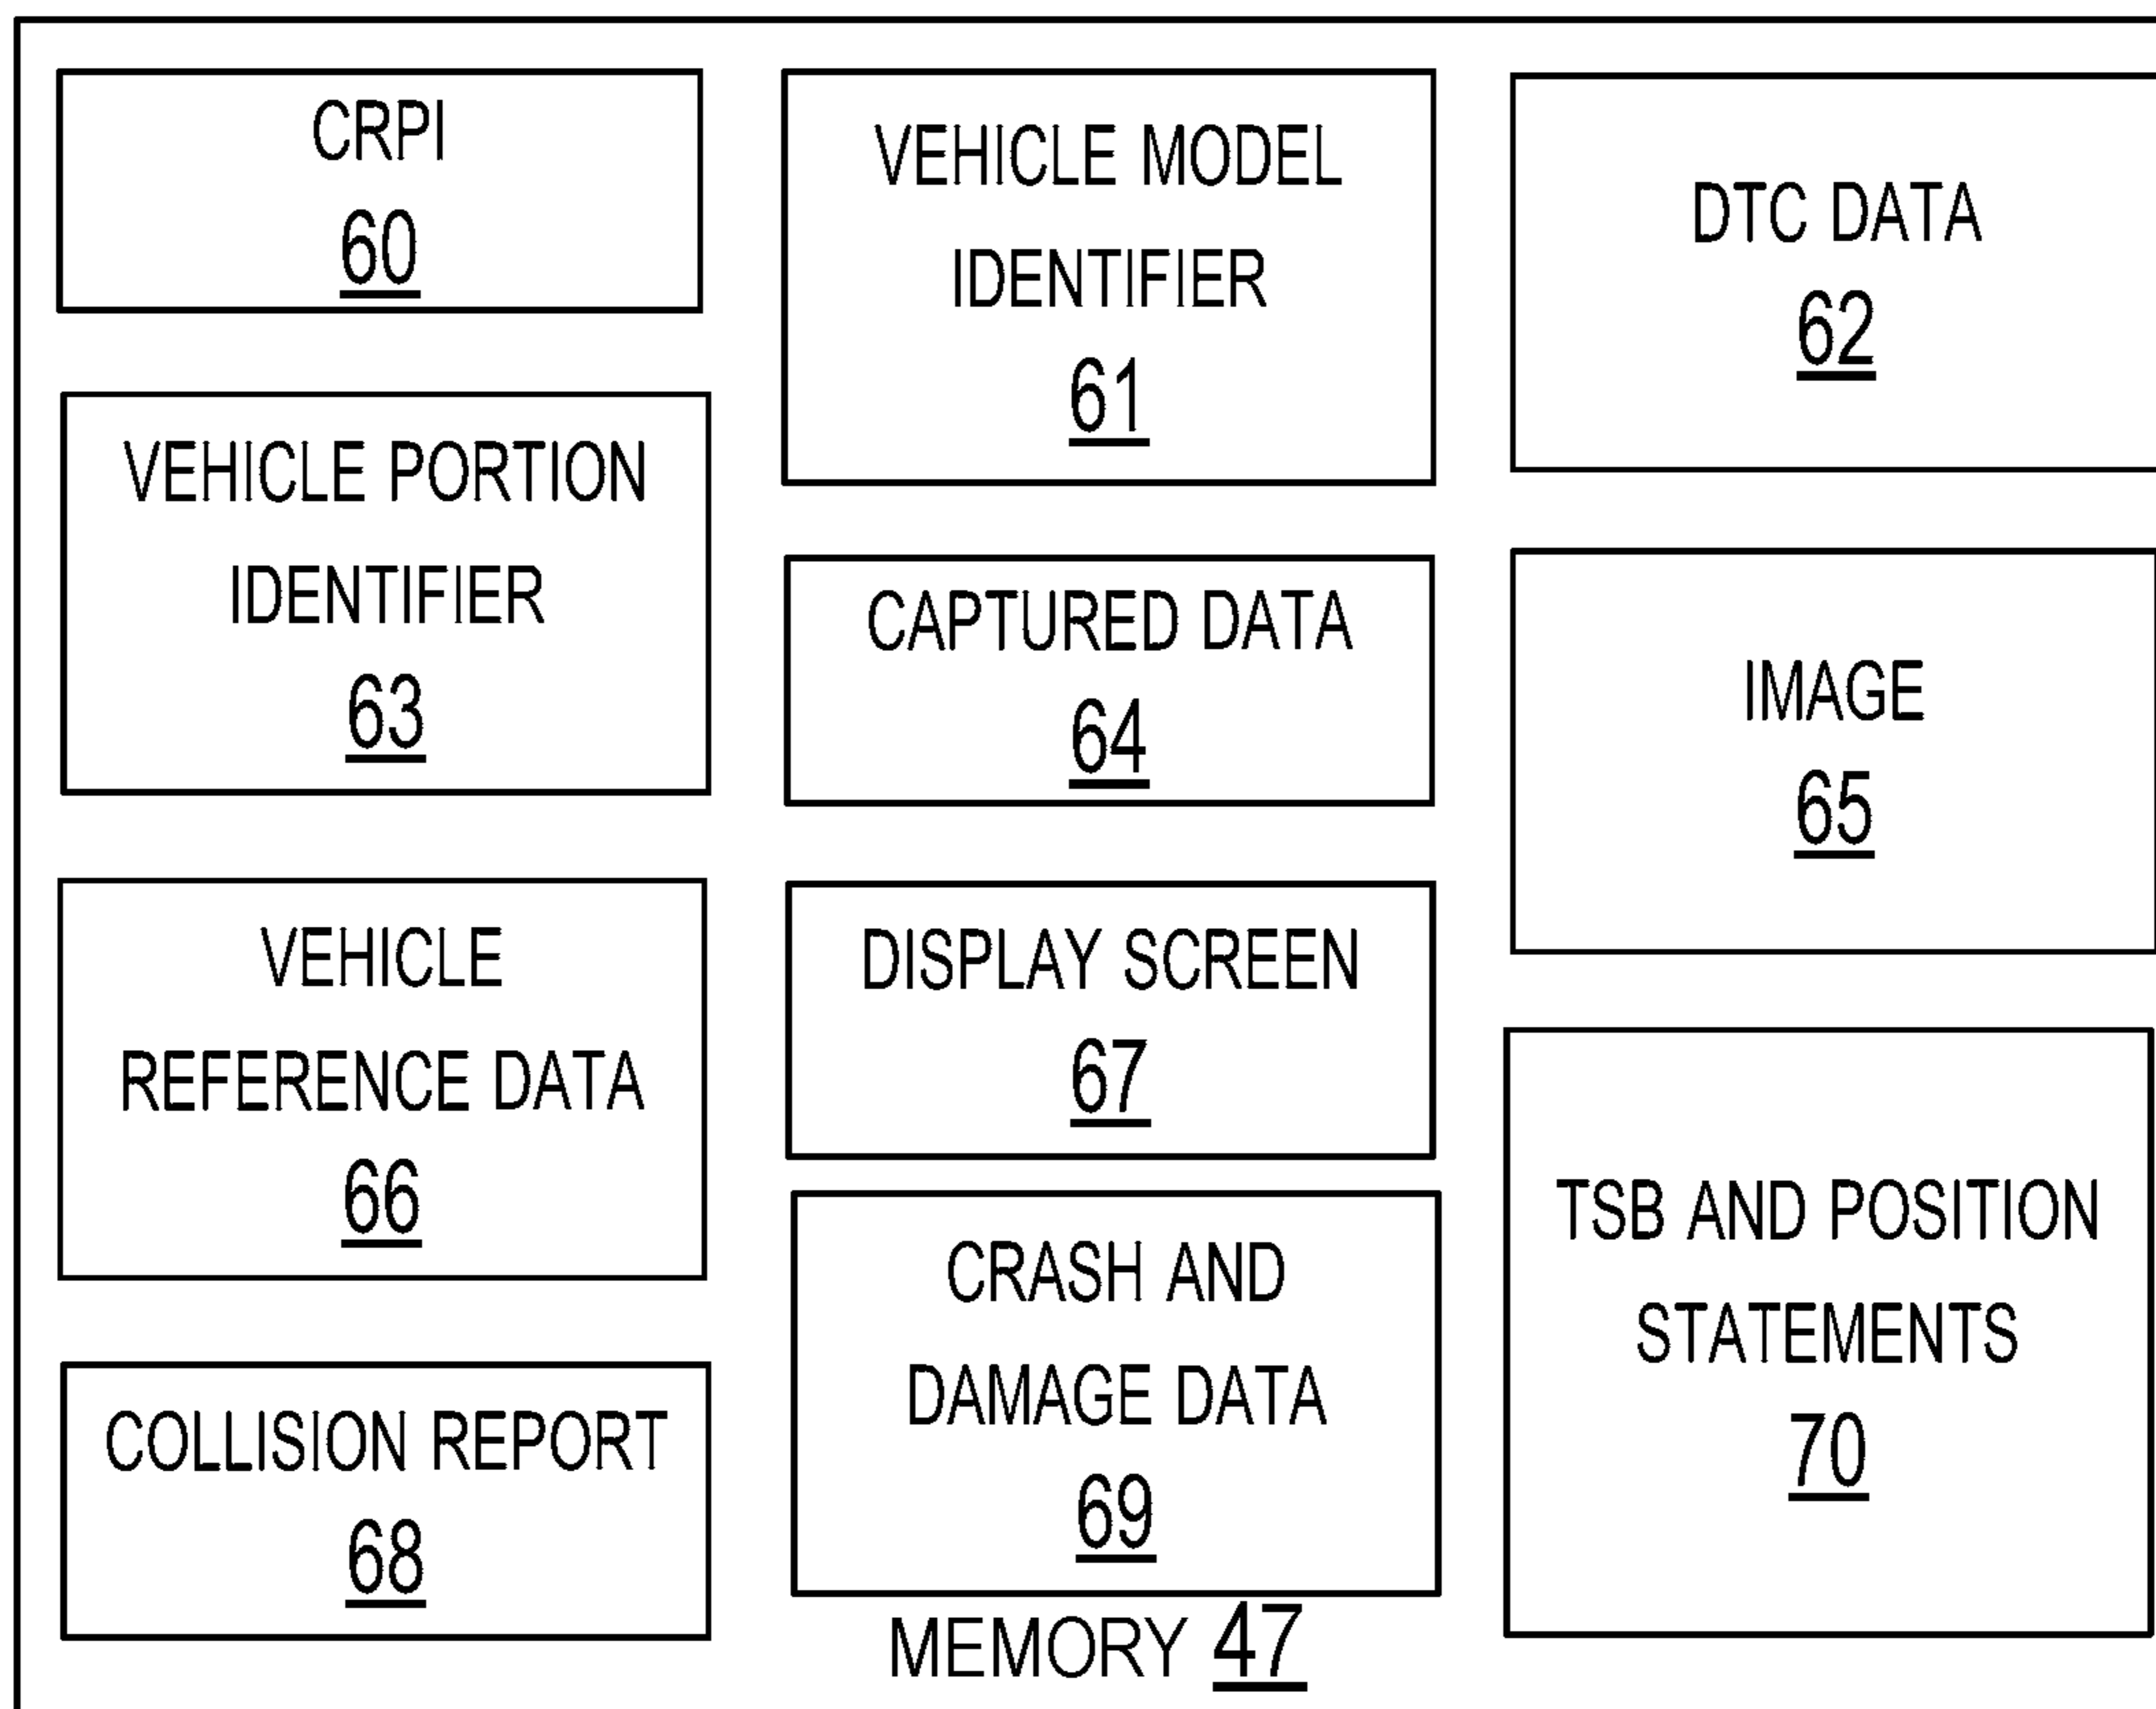 CRPI
60
VEHICLE MODEL
IDENTIFIER
61
DTC DATA
62
VEHICLE PORTION
IDENTIFIER
63
CAPTURED DATA
64
IMAGE
65
VEHICLE
REFERENCE DATA
66
DISPLAY SCREEN
67
COLLISION REPORT
68
CRASH AND
DAMAGE DATA
69
TSB AND POSITION
STATEMENTS
70
MEMORY 47